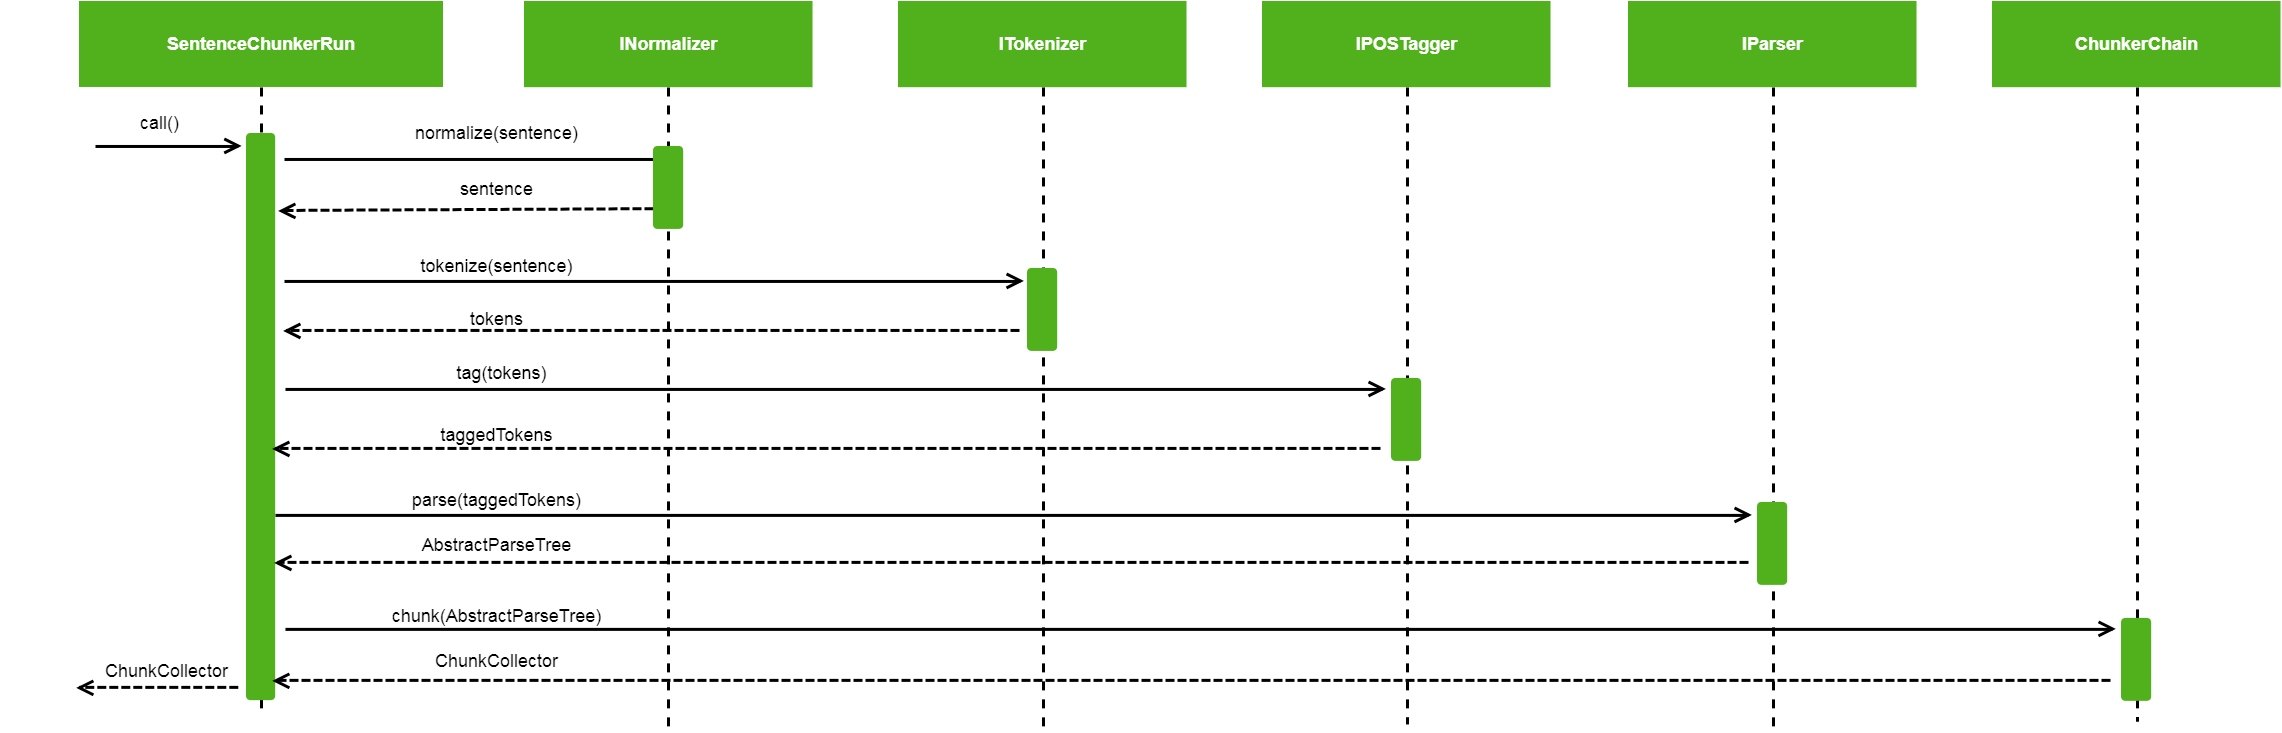 SentenceChunkerRun
INormalizer
ITokenizer
IPOSTagger
IParser
ChunkerChain
call()
normalize(sentence)
sentence
tokenize(sentence)
tokens
tag(tokens)
taggedTokens
parse(taggedTokens)
AbstractParseTree
chunk(AbstractParseTree)
ChunkCollector
ChunkCollector